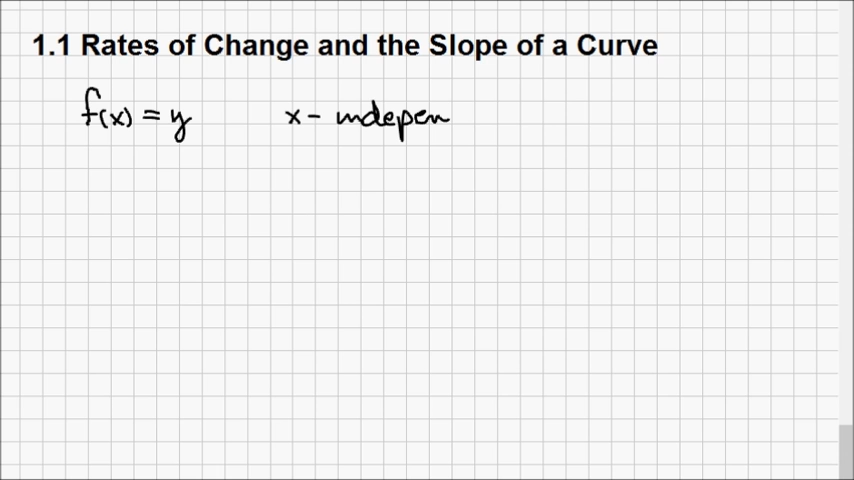 1.1 Rates of Change and the Slope of a Curve
f(x) = y x - indepen